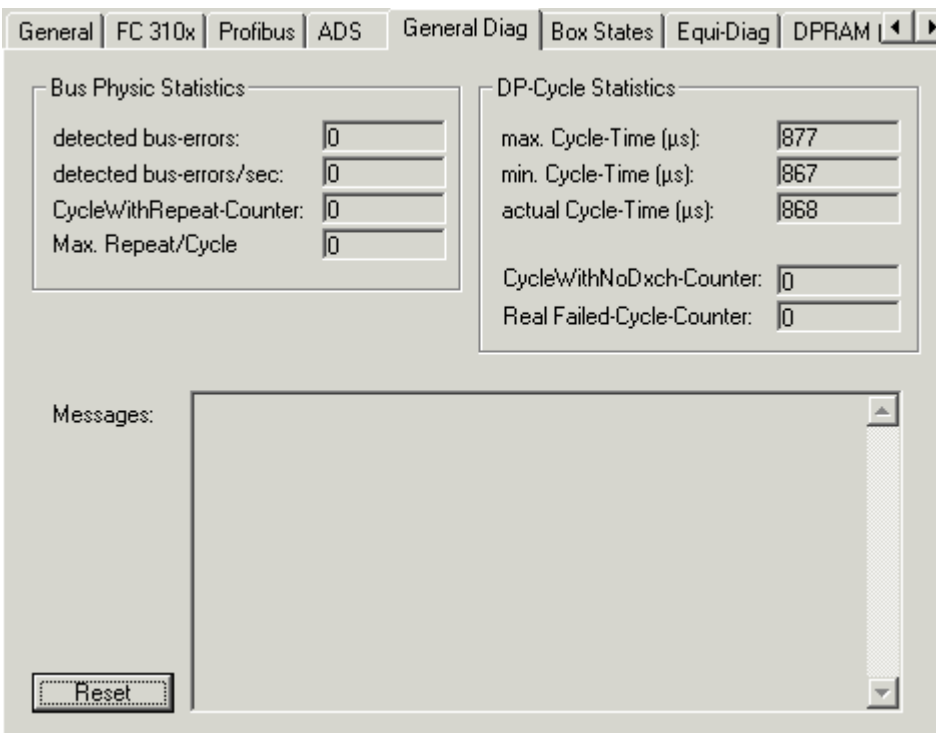 General FC 310x Profibus ADS General Diag Box States Equi-Diag DPRAM (
Bus Physic Statistics
detected bus-errors: 0
detected bus-errors/sec: 0
CycleWithRepeat-Counter: 0
Max. Repeat/Cycle 0
DP-Cycle Statistics
max. Cycle-Time (µs): 877
min. Cycle-Time (µs): 867
actual Cycle-Time (µs): 868
CycleWithNoDxch-Counter: 0
Real Failed-Cycle-Counter: 0
Messages:
Reset